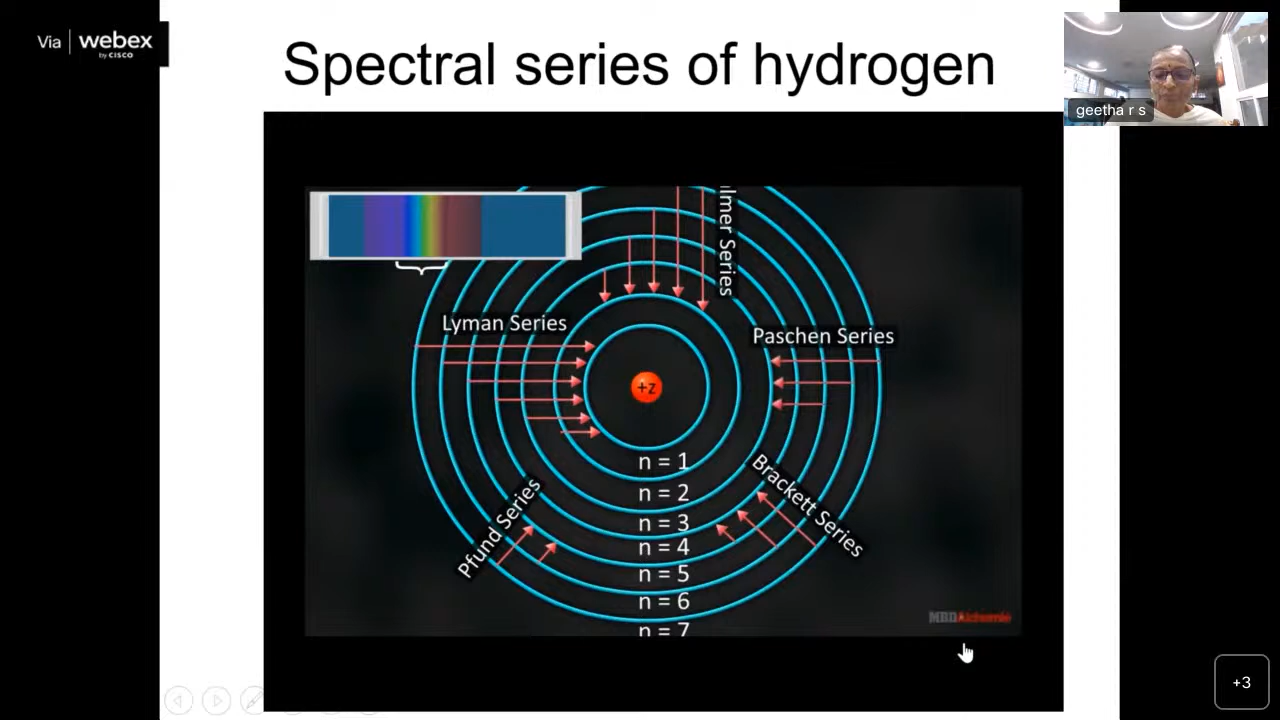 Via webex
by CISCO
Spectral series of hydrogen
geetha r s
lmer Series
Lyman Series
Paschen Series
+z
n = 1
n = 2
n = 3
n = 4
n = 5
n = 6
n = 7
Brackett Series
Pfund Series
MBDAlchemie
+3